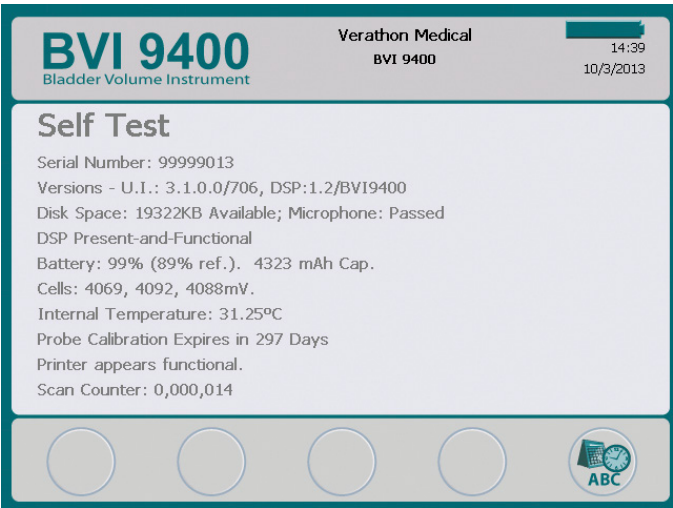 BVI 9400
Bladder Volume Instrument
Verathon Medical
BVI 9400
14:39
10/3/2013
Self Test
Serial Number: 99999013
Versions - U.I.: 3.1.0.0/706, DSP:1.2/BVI9400
Disk Space: 19322KB Available; Microphone: Passed
DSP Present-and-Functional
Battery: 99% (89% ref.).  4323 mAh Cap.
Cells: 4069, 4092, 4088mV.
Internal Temperature: 31.25ºC
Probe Calibration Expires in 297 Days
Printer appears functional.
Scan Counter: 0,000,014
ABC